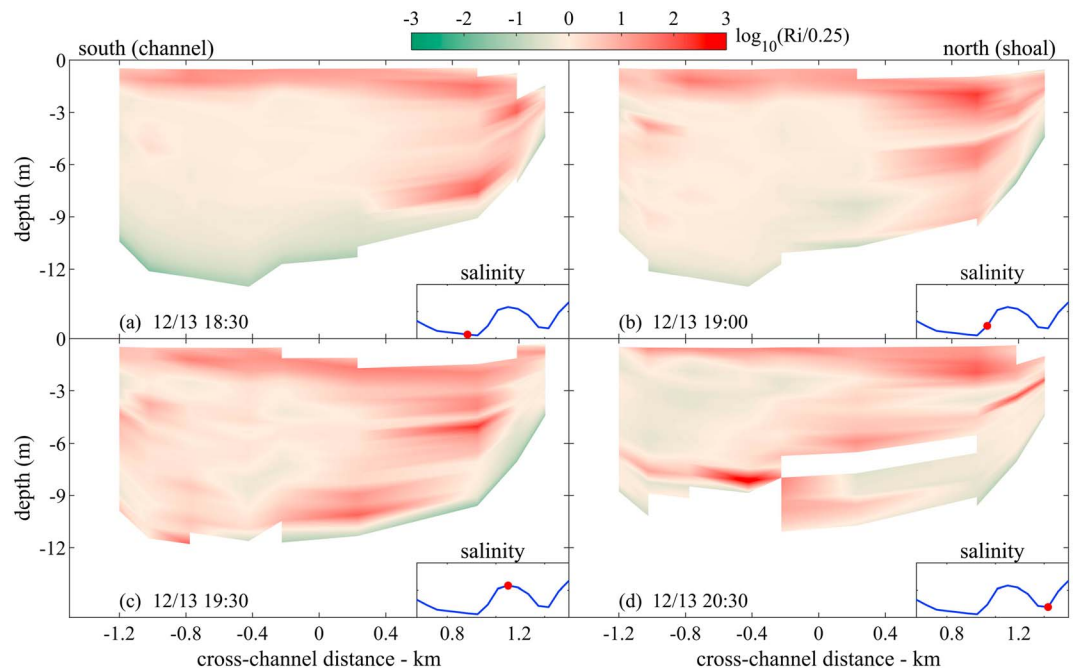 -3 -2 -1 0 1 2 3
log10(Ri/0.25)
south (channel)
north (shoal)
0
-3
-6
-9
-12
depth (m)
salinity
(a) 12/13 18:30
salinity
(b) 12/13 19:00
0
-3
-6
-9
-12
depth (m)
salinity
(c) 12/13 19:30
salinity
(d) 12/13 20:30
-1.2 -0.8 -0.4 0 0.4 0.8 1.2
-1.2 -0.8 -0.4 0 0.4 0.8 1.2
cross-channel distance - km
cross-channel distance - km